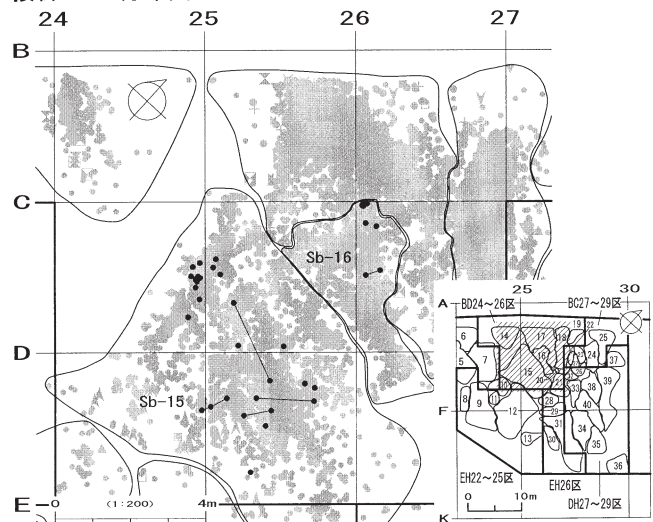 24 25 26 27
B
C
Sb-16
D
Sb-15
E
0 (1:200) 4m
25 30
A
BD24～26区 BC27～29区
19 22
6 14 17 18 25
5 7 16 24 37
15
8 9 20 33 38 39
10
11 28 40
F 12 29
31 34
13 30 35
36
EH22～25区 EH26区
0 10m DH27～29区
K